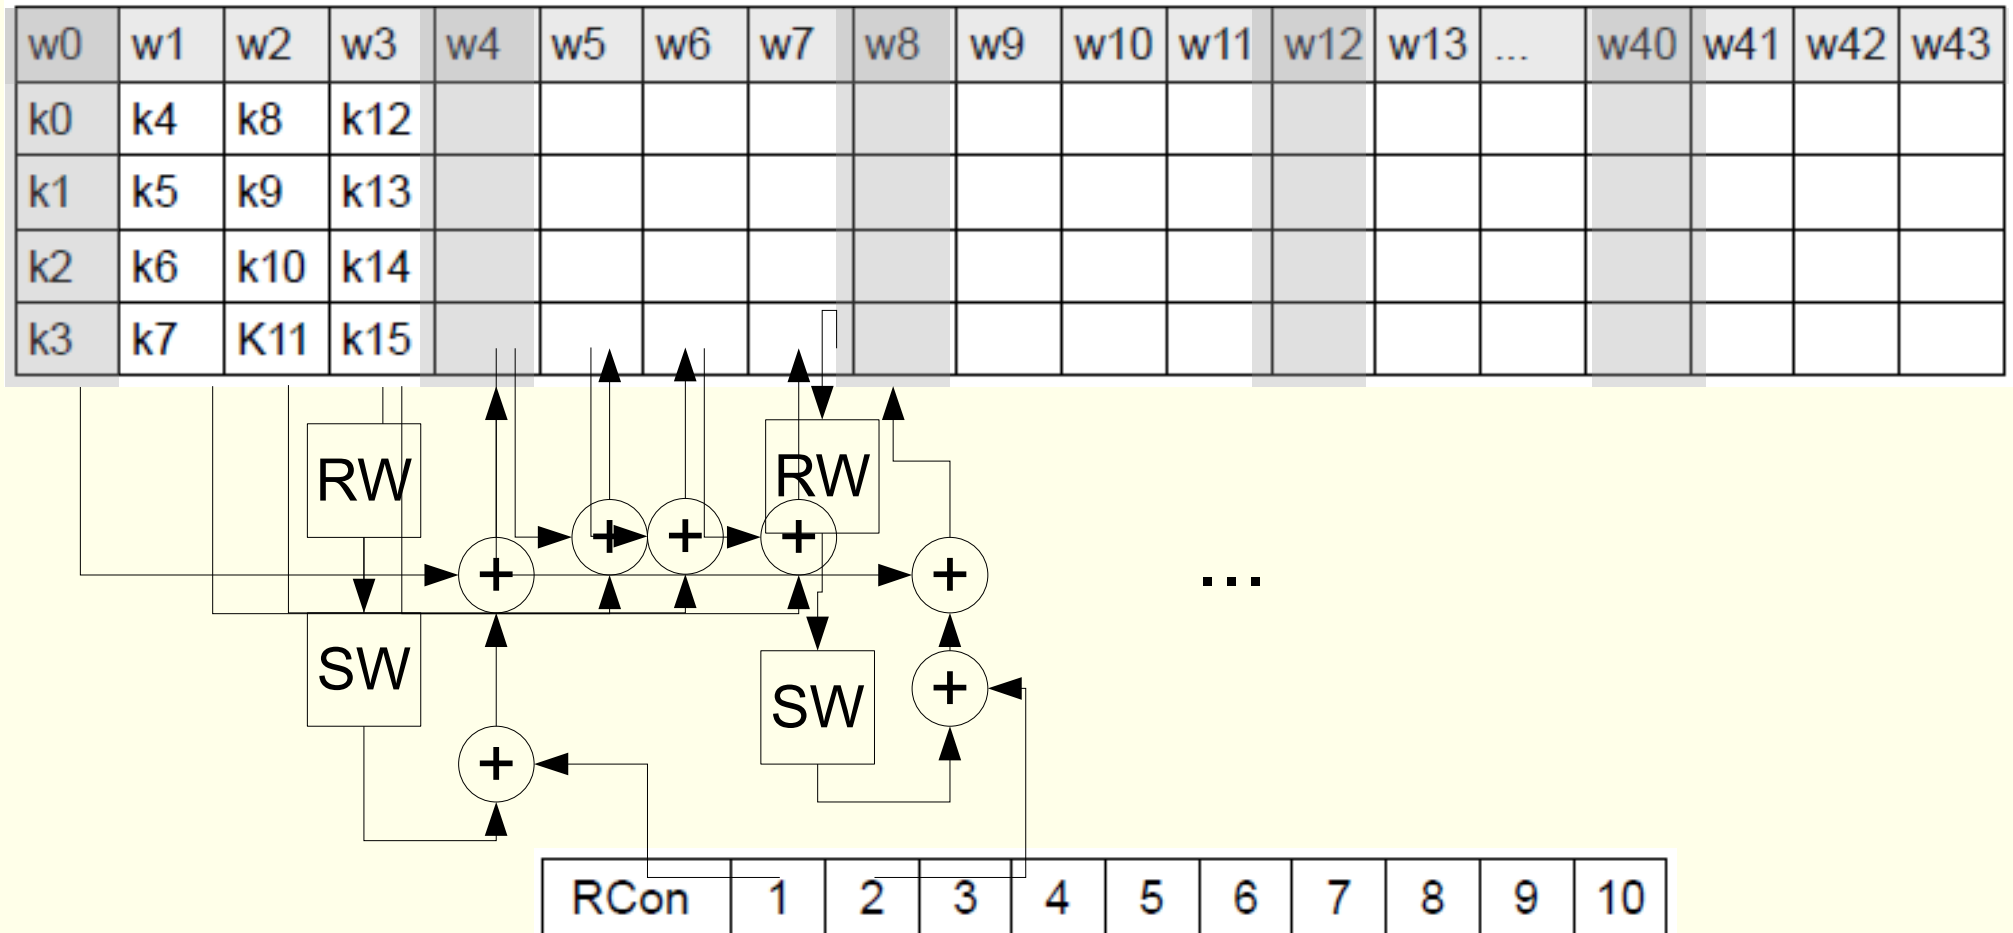 w0 w1 w2 w3 w4 w5 w6 w7 w8 w9 w10 w11 w12 w13 ... w40 w41 w42 w43
k0 k4 k8 k12
k1 k5 k9 k13
k2 k6 k10 k14
k3 k7 K11 k15
RW RW
+ + + +
+ + ...
SW SW
+
+
RCon 1 2 3 4 5 6 7 8 9 10